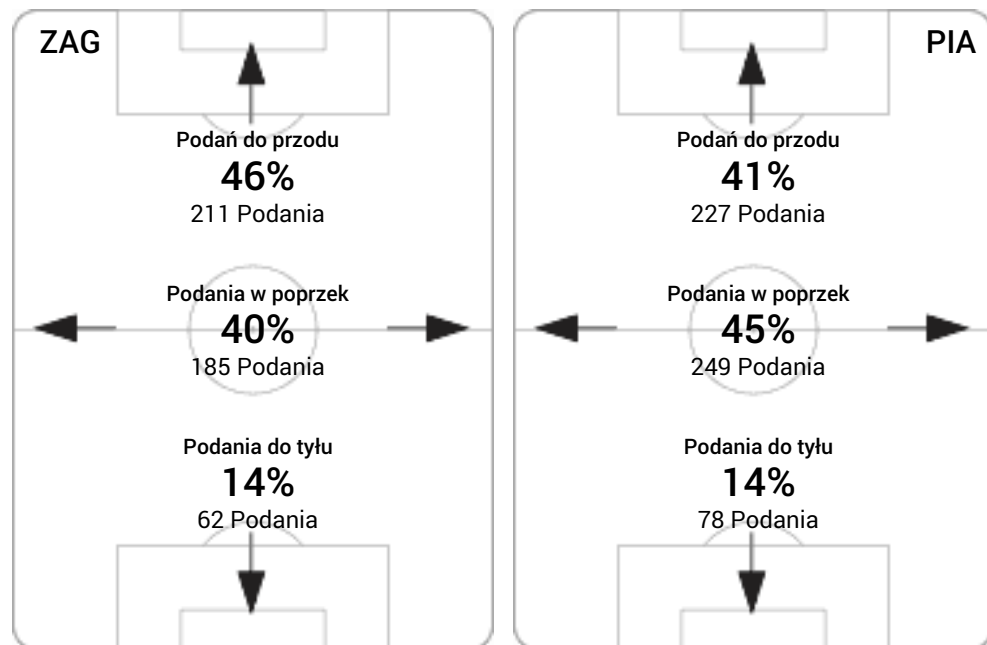 ZAG
Podań do przodu
46%
211 Podania
Podania w poprzek
40%
185 Podania
Podania do tyłu
14%
62 Podania
PIA
Podań do przodu
41%
227 Podania
Podania w poprzek
45%
249 Podania
Podania do tyłu
14%
78 Podania